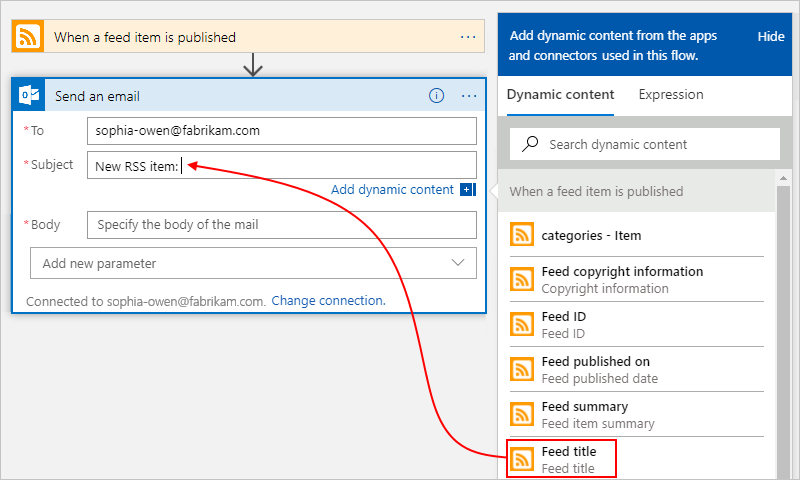 When a feed item is published
...
Send an email
...
* To
sophia-owen@fabrikam.com
* Subject
New RSS item:
Add dynamic content
* Body
Specify the body of the mail
Add new parameter
Connected to sophia-owen@fabrikam.com. Change connection.
Add dynamic content from the apps
and connectors used in this flow.
Hide
Dynamic content
Expression
Search dynamic content
When a feed item is published
categories - Item
Feed copyright information
Copyright information
Feed ID
Feed ID
Feed published on
Feed published date
Feed summary
Feed item summary
Feed title
Feed title